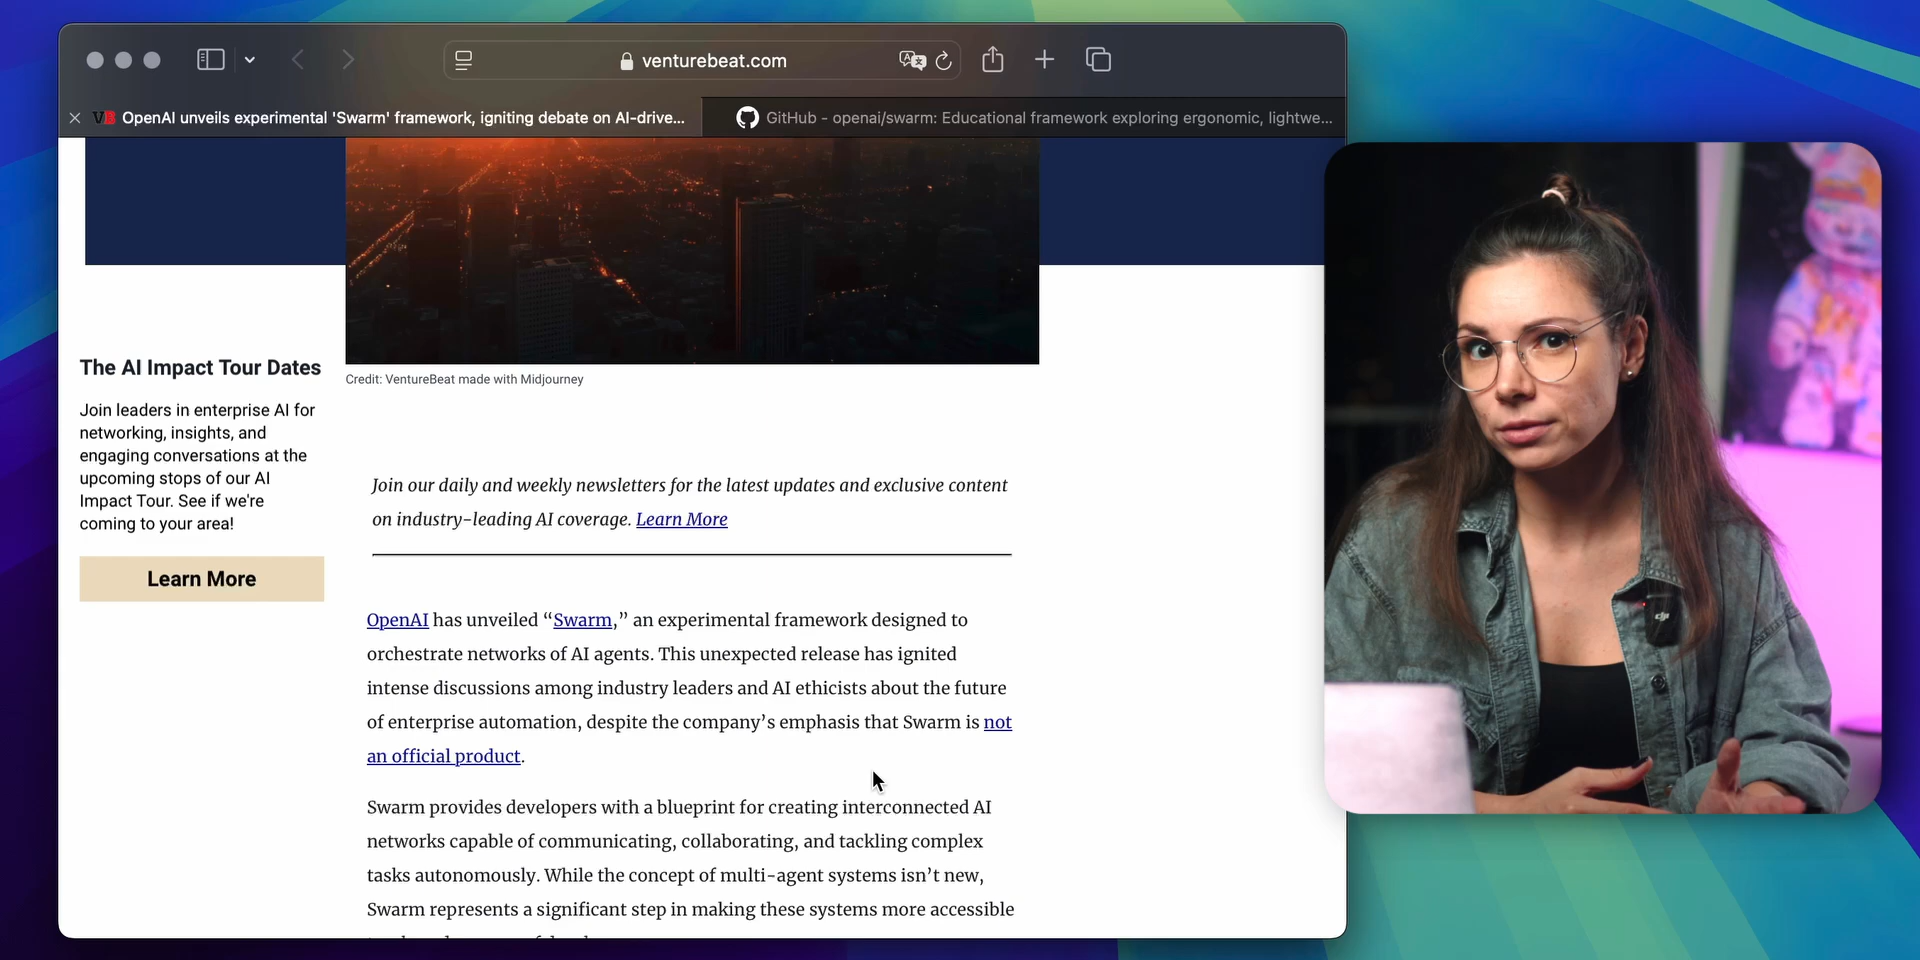 venturebeat.com
VB OpenAI unveils experimental 'Swarm' framework, igniting debate on AI-drive...
GitHub - openai/swarm: Educational framework exploring ergonomic, lightwe...
The AI Impact Tour Dates
Join leaders in enterprise AI for
networking, insights, and
engaging conversations at the
upcoming stops of our AI
Impact Tour. See if we're
coming to your area!
Learn More
Credit: VentureBeat made with Midjourney
Join our daily and weekly newsletters for the latest updates and exclusive content
on industry-leading AI coverage. Learn More
OpenAI has unveiled “Swarm,” an experimental framework designed to
orchestrate networks of AI agents. This unexpected release has ignited
intense discussions among industry leaders and AI ethicists about the future
of enterprise automation, despite the company’s emphasis that Swarm is not
an official product.
Swarm provides developers with a blueprint for creating interconnected AI
networks capable of communicating, collaborating, and tackling complex
tasks autonomously. While the concept of multi-agent systems isn’t new,
Swarm represents a significant step in making these systems more accessible
dji